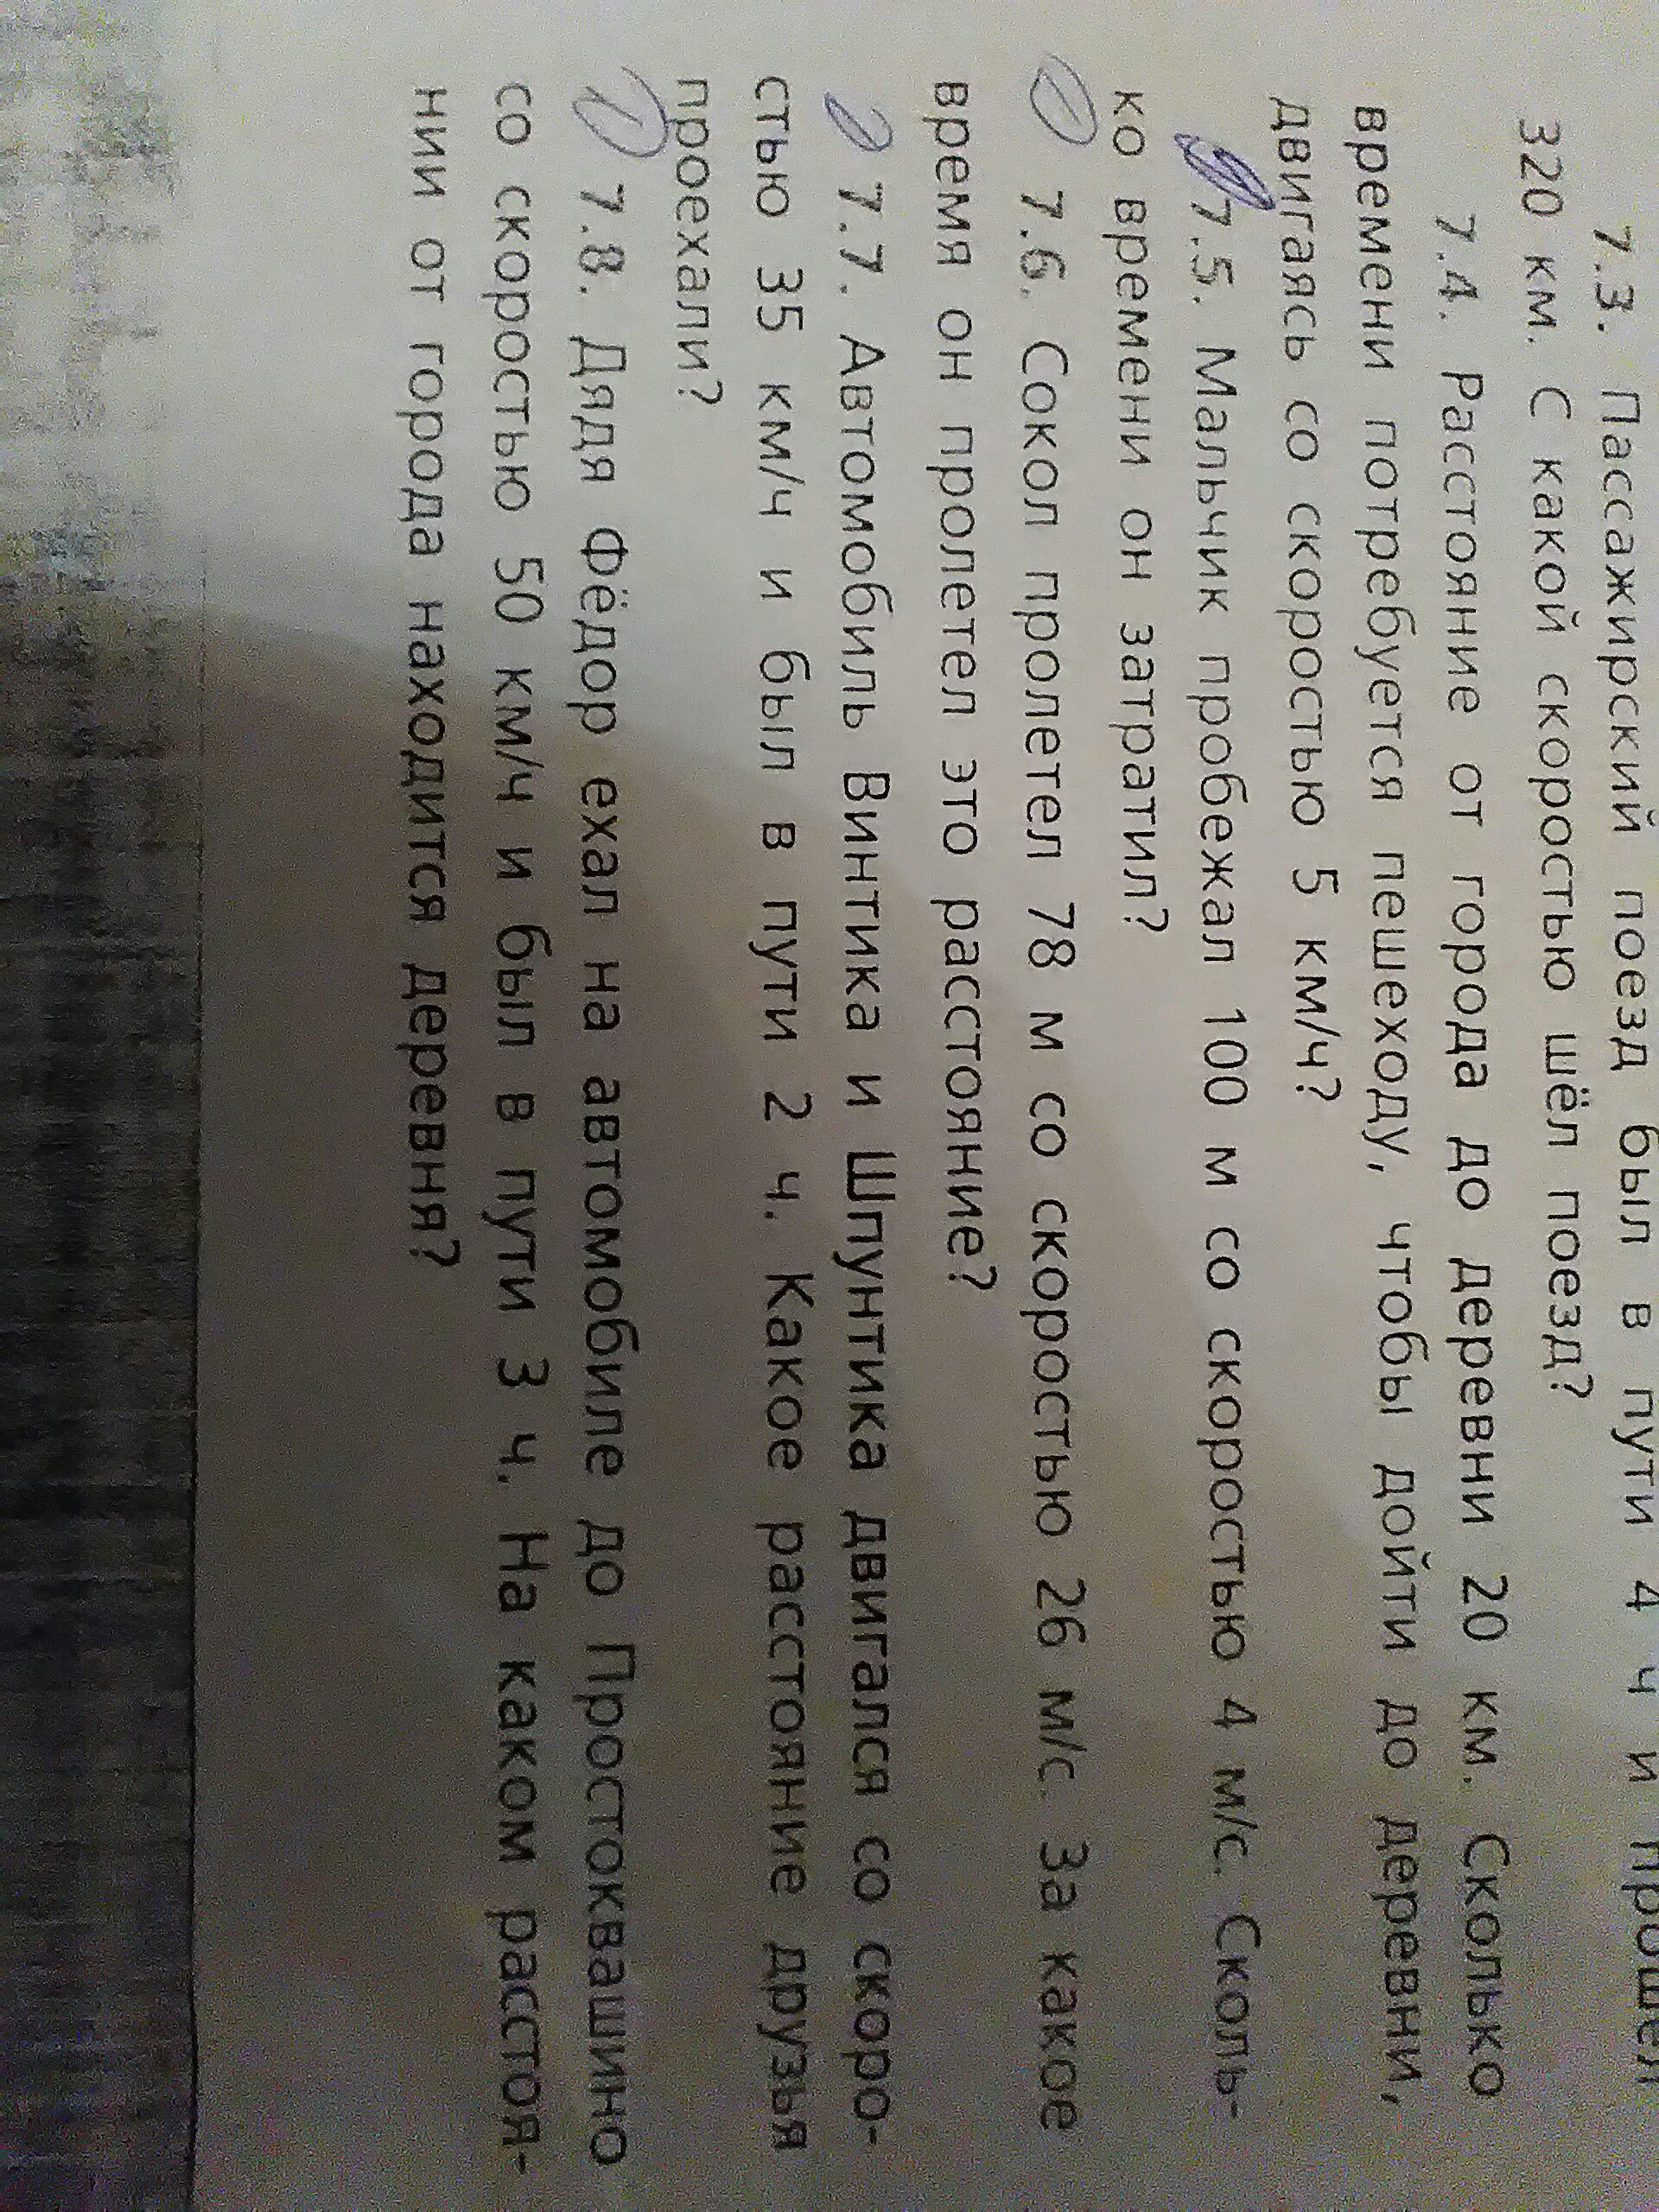 7.3. Пассажирский поезд был в пути 4 ч и прошёл
320 км. С какой скоростью шёл поезд?
7.4. Расстояние от города до деревни 20 км. Сколько
времени потребуется пешеходу, чтобы дойти до деревни,
двигаясь со скоростью 5 км/ч?
7.5. Мальчик пробежал 100 м со скоростью 4 м/с. Сколь-
ко времени он затратил?
7.6. Сокол пролетел 78 м со скоростью 26 м/с. За какое
время он пролетел это расстояние?
7.7. Автомобиль Винтика и Шпунтика двигался со скоро-
стью 35 км/ч и был в пути 2 ч. Какое расстояние друзья
проехали?
7.8. Дядя Фёдор ехал на автомобиле до Простоквашино
со скоростью 50 км/ч и был в пути 3 ч. На каком расстоя-
нии от города находится деревня?